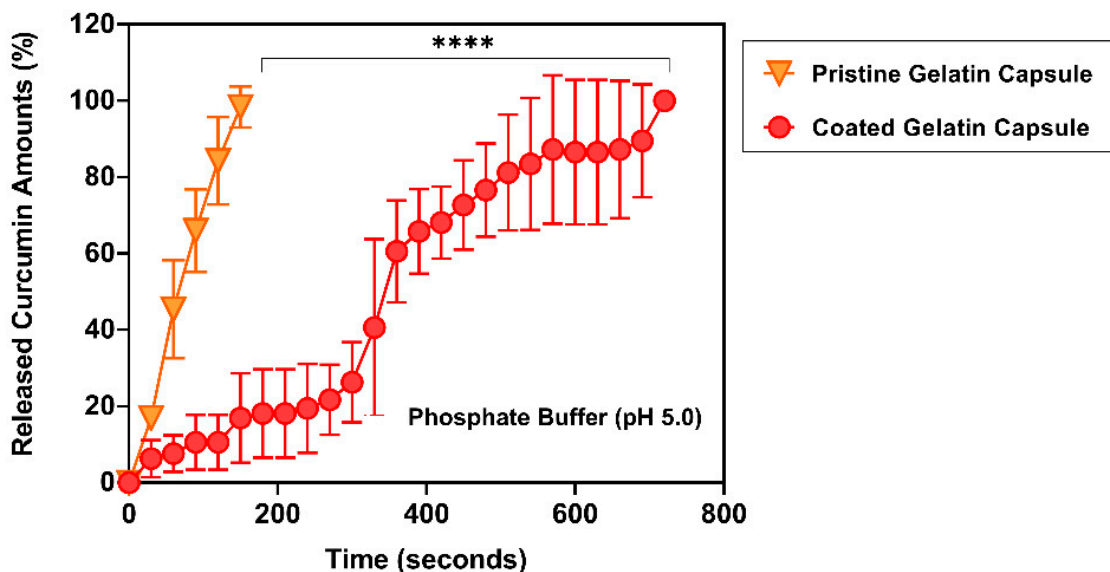 Released Curcumin Amounts (%)
120
100
80
60
40
20
0
****
Phosphate Buffer (pH 5.0)
0
200
400
600
800
Time (seconds)
Pristine Gelatin Capsule
Coated Gelatin Capsule